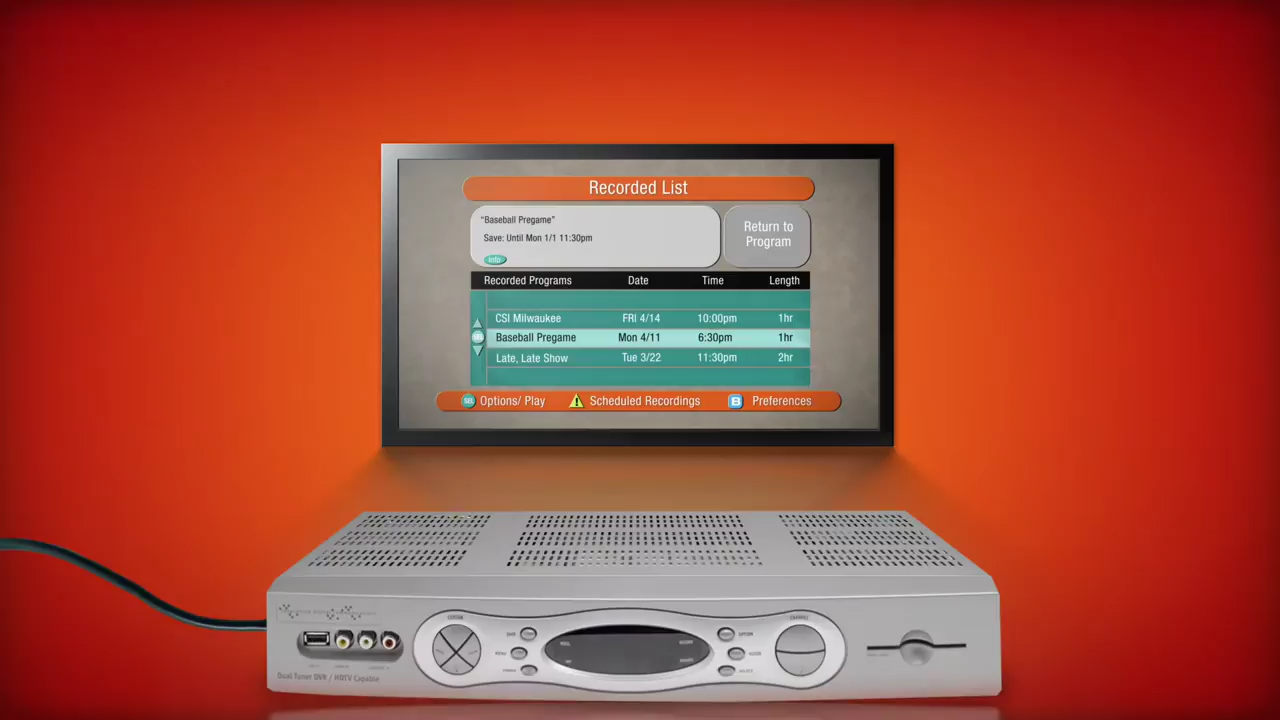 Recorded List
"Baseball Pregame"
Save: Until Mon 1/1 11:30pm
Info
Return to
Program
Recorded Programs Date Time Length
CSI Milwaukee FRI 4/14 10:00pm 1hr
Baseball Pregame Mon 4/11 6:30pm 1hr
Late, Late Show Tue 3/22 11:30pm 2hr
SEL Options/ Play Scheduled Recordings B Preferences
CHANNEL
Dual Tuner DVR / HDTV Capable